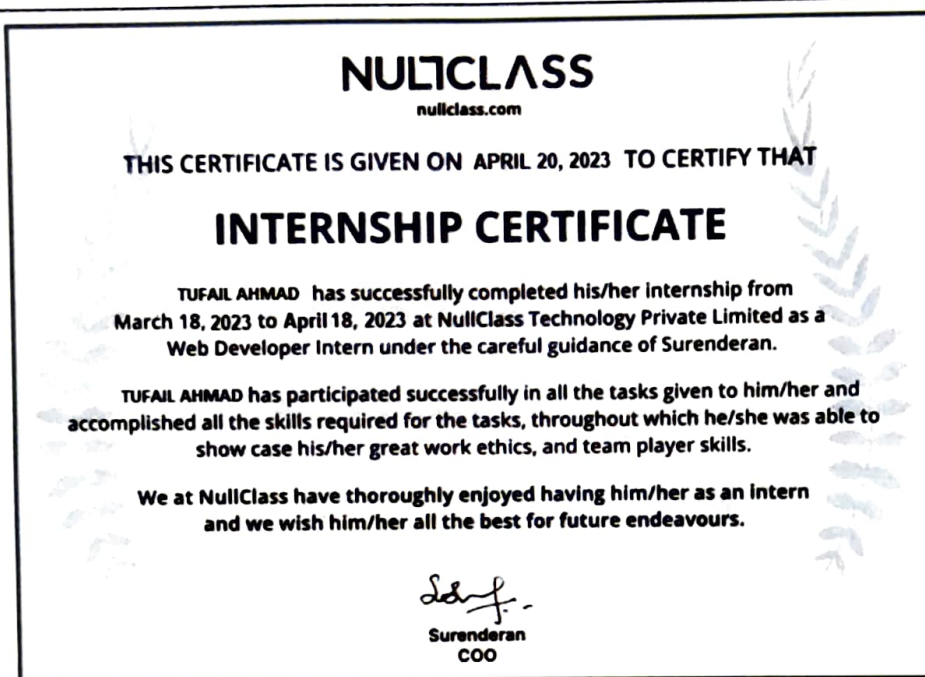 NULLCLASS
nullclass.com
THIS CERTIFICATE IS GIVEN ON APRIL 20, 2023 TO CERTIFY THAT
INTERNSHIP CERTIFICATE
TUFAIL AHMAD has successfully completed his/her internship from
March 18, 2023 to April 18, 2023 at NullClass Technology Private Limited as a
Web Developer Intern under the careful guidance of Surenderan.
TUFAIL AHMAD has participated successfully in all the tasks given to him/her and
accomplished all the skills required for the tasks, throughout which he/she was able to
show case his/her great work ethics, and team player skills.
We at NullClass have thoroughly enjoyed having him/her as an intern
and we wish him/her all the best for future endeavours.
Surenderan
COO